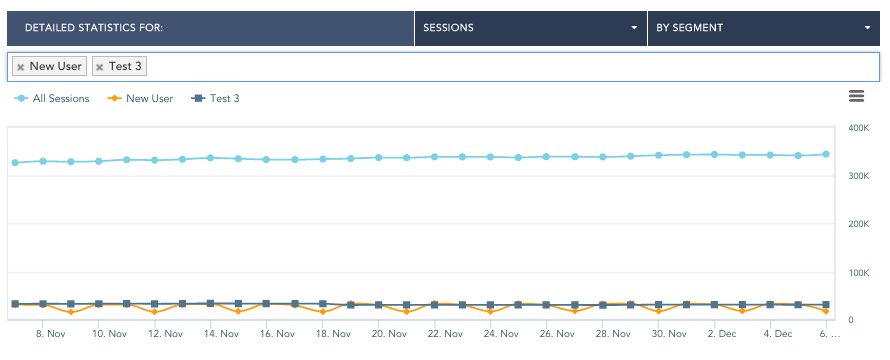 DETAILED STATISTICS FOR: SESSIONS BY SEGMENT
× New User × Test 3
All Sessions New User Test 3
400K
300K
200K
100K
0
8. Nov 10. Nov 12. Nov 14. Nov 16. Nov 18. Nov 20. Nov 22. Nov 24. Nov 26. Nov 28. Nov 30. Nov 2. Dec 4. Dec 6. ...